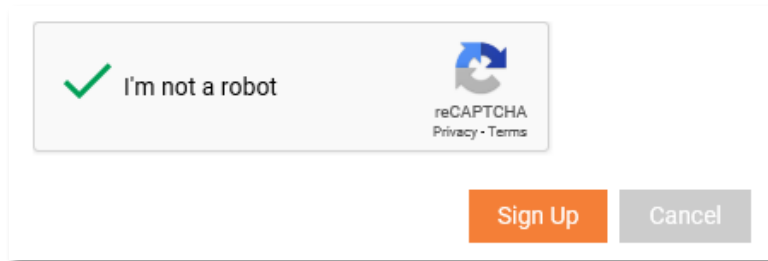 I'm not a robot
reCAPTCHA
Privacy - Terms
Sign Up Cancel